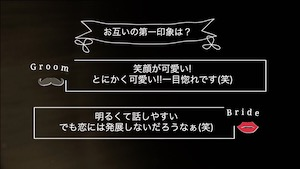 お互いの第一印象は？
Groom
笑顔が可愛い!
とにかく可愛い!!一目惚れです(笑)
Bride
明るくて話しやすい
でも恋には発展しないだろうなぁ(笑)